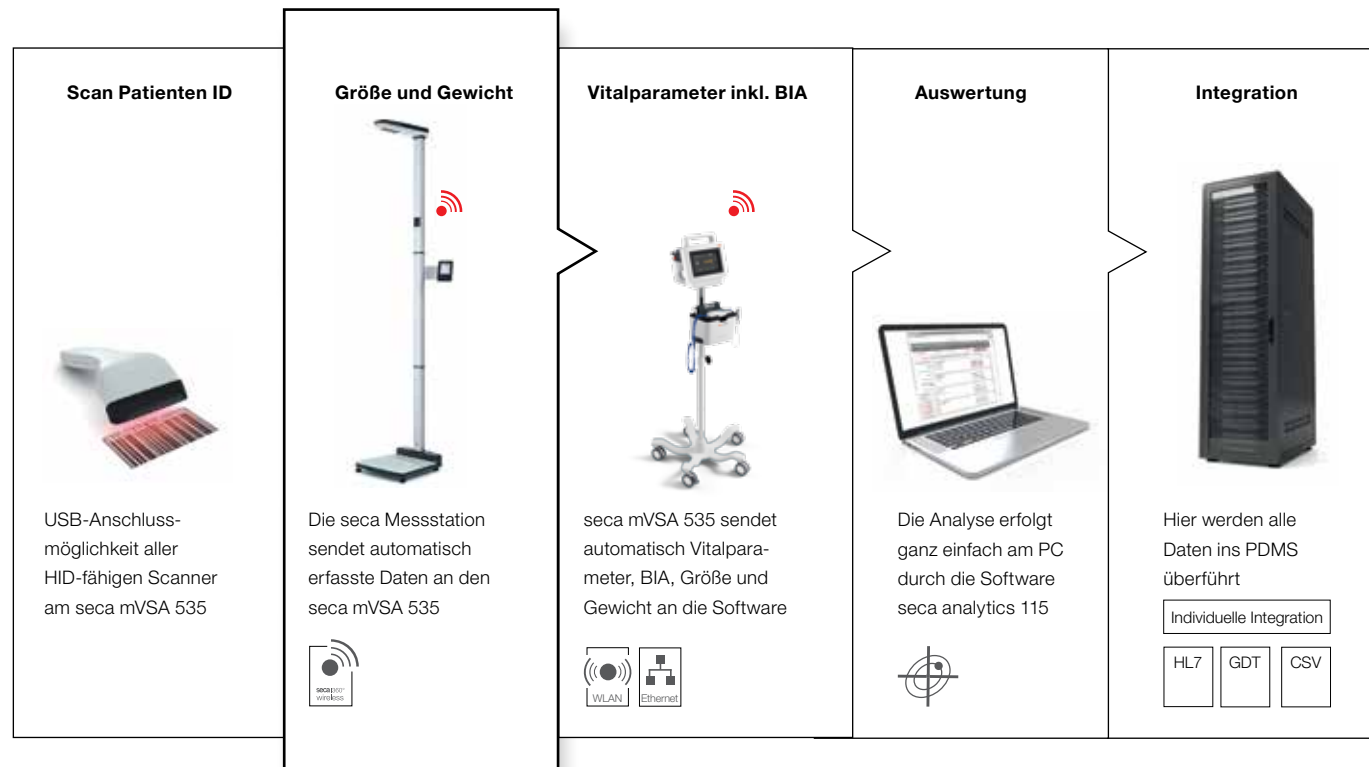 Scan Patienten ID
USB-Anschluss-
möglichkeit aller
HID-fähigen Scanner
am seca mVSA 535
Größe und Gewicht
Die seca Messstation
sendet automatisch
erfasste Daten an den
seca mVSA 535
seca 360°
wireless
Vitalparameter inkl. BIA
seca mVSA 535 sendet
automatisch Vitalpara-
meter, BIA, Größe und
Gewicht an die Software
WLAN
Ethernet
Auswertung
Die Analyse erfolgt
ganz einfach am PC
durch die Software
seca analytics 115
Integration
Hier werden alle
Daten ins PDMS
überführt
Individuelle Integration
HL7
GDT
CSV